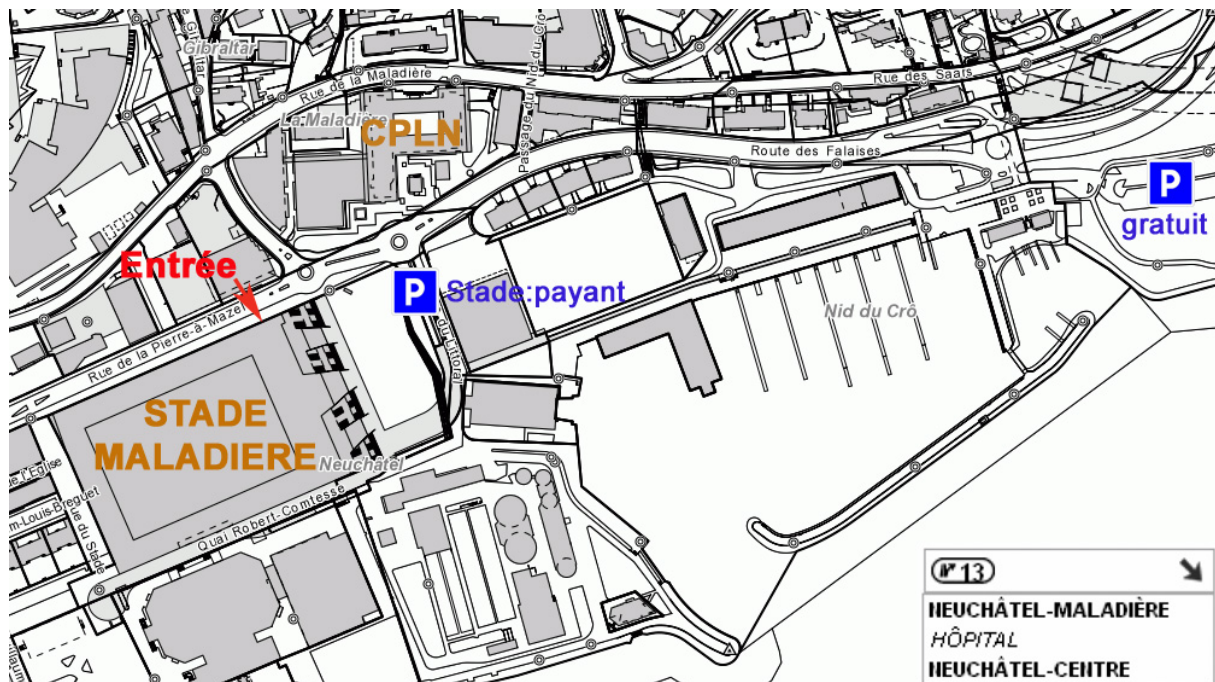 Gibraltar
Rue de la Maladière
La Maladière
CPLN
Passage du Nid-du-Crô
Rue des Saars
Route des Falaises
P
gratuit
Entrée
P
Stade:payant
du Littoral
Nid du Crô
Rue de la Pierre-à-Mazel
STADE
MALADIERE
Neuchâtel
Quai Robert-Comtesse
Rue du Stade
N° 13
NEUCHÂTEL-MALADIÈRE
HÔPITAL
NEUCHÂTEL-CENTRE